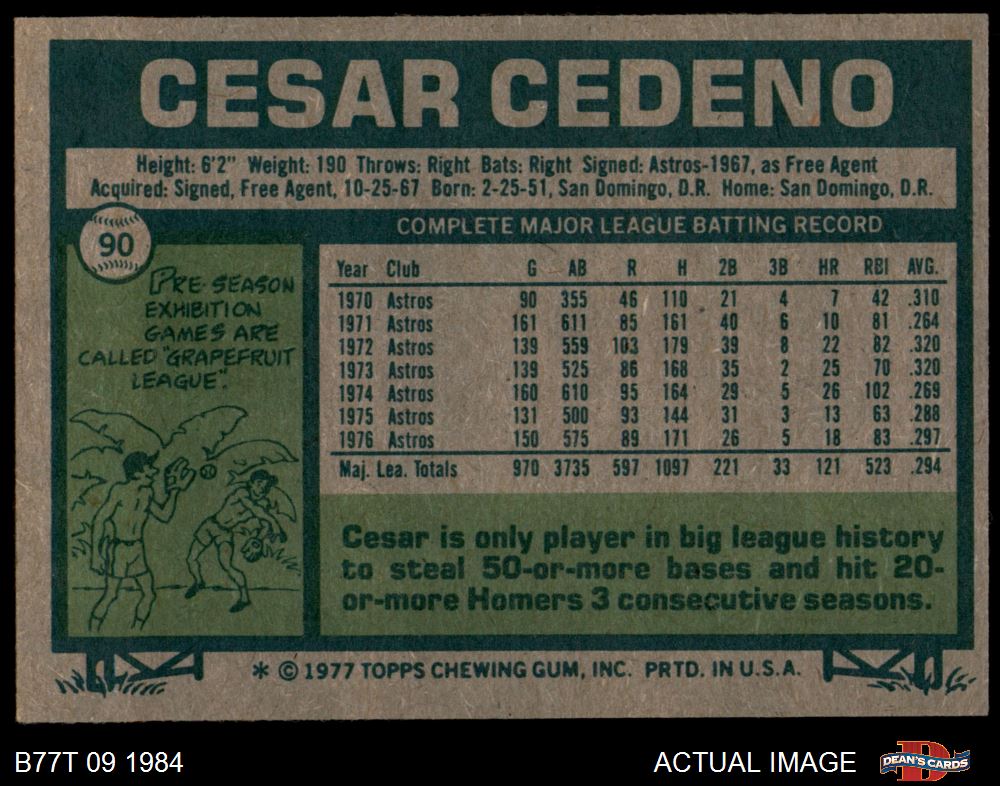 CESAR CEDENO
Height: 6'2" Weight: 190 Throws: Right Bats: Right Signed: Astros-1967, as Free Agent
Acquired: Signed, Free Agent, 10-25-67 Born: 2-25-51, San Domingo, D.R. Home: San Domingo, D.R.
90
PRE-SEASON
EXHIBITION
GAMES ARE
CALLED "GRAPEFRUIT
LEAGUE".
COMPLETE MAJOR LEAGUE BATTING RECORD
Year Club G AB R H 2B 3B HR RBI AVG.
1970 Astros 90 355 46 110 21 4 7 42 .310
1971 Astros 161 611 85 161 40 6 10 81 .264
1972 Astros 139 559 103 179 39 8 22 82 .320
1973 Astros 139 525 86 168 35 2 25 70 .320
1974 Astros 160 610 95 164 29 5 26 102 .269
1975 Astros 131 500 93 144 31 3 13 63 .288
1976 Astros 150 575 89 171 26 5 18 83 .297
Maj. Lea. Totals 970 3735 597 1097 221 33 121 523 .294
Cesar is only player in big league history
to steal 50-or-more bases and hit 20-
or-more Homers 3 consecutive seasons.
* © 1977 TOPPS CHEWING GUM, INC. PRTD. IN U.S.A.
B77T 09 1984 ACTUAL IMAGE
D
DEAN'S CARDS